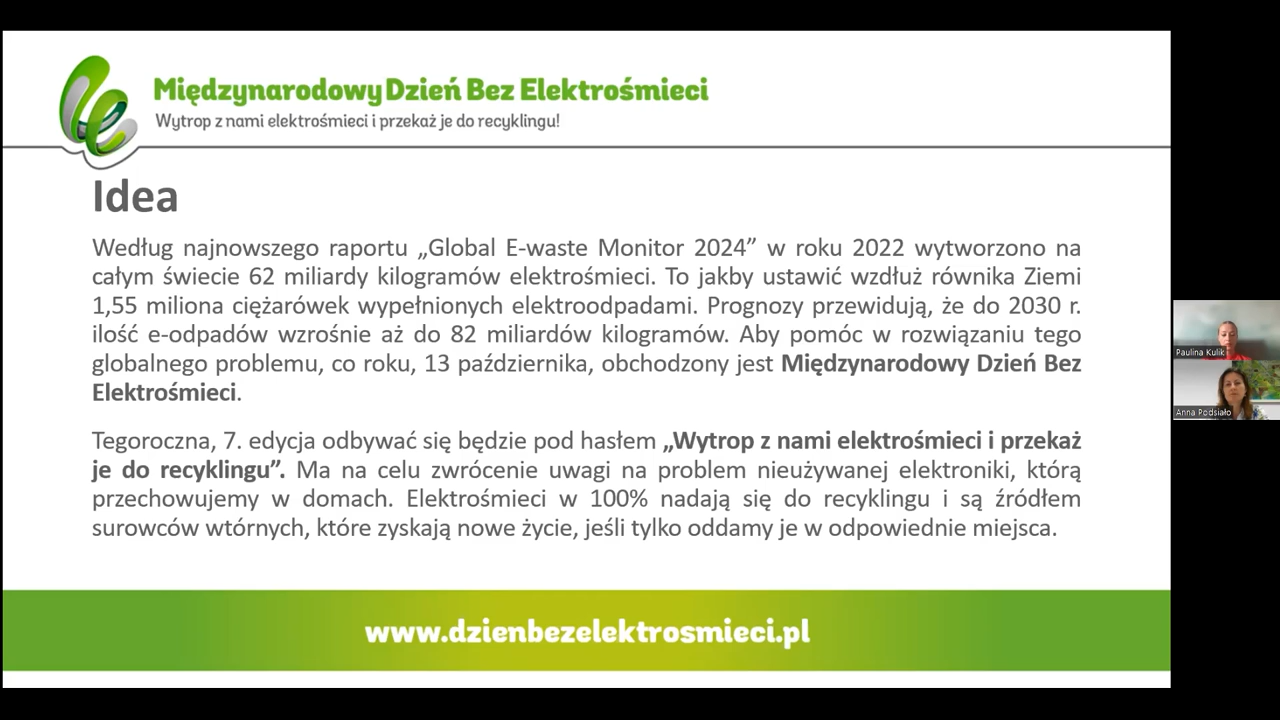 Międzynarodowy Dzień Bez Elektrośmieci
Wytrop z nami elektrośmieci i przekaż je do recyklingu!
Idea
Według najnowszego raportu „Global E-waste Monitor 2024” w roku 2022 wytworzono na
całym świecie 62 miliardy kilogramów elektrośmieci. To jakby ustawić wzdłuż równika Ziemi
1,55 miliona ciężarówek wypełnionych elektroodpadami. Prognozy przewidują, że do 2030 r.
ilość e-odpadów wzrośnie aż do 82 miliardów kilogramów. Aby pomóc w rozwiązaniu tego
globalnego problemu, co roku, 13 października, obchodzony jest Międzynarodowy Dzień Bez
Elektrośmieci.
Tegoroczna, 7. edycja odbywać się będzie pod hasłem „Wytrop z nami elektrośmieci i przekaż
je do recyklingu”. Ma na celu zwrócenie uwagi na problem nieużywanej elektroniki, którą
przechowujemy w domach. Elektrośmieci w 100% nadają się do recyklingu i są źródłem
surowców wtórnych, które zyskają nowe życie, jeśli tylko oddamy je w odpowiednie miejsca.
www.dzienbezelektrosmieci.pl
Paulina Kulik
Anna Podsiało